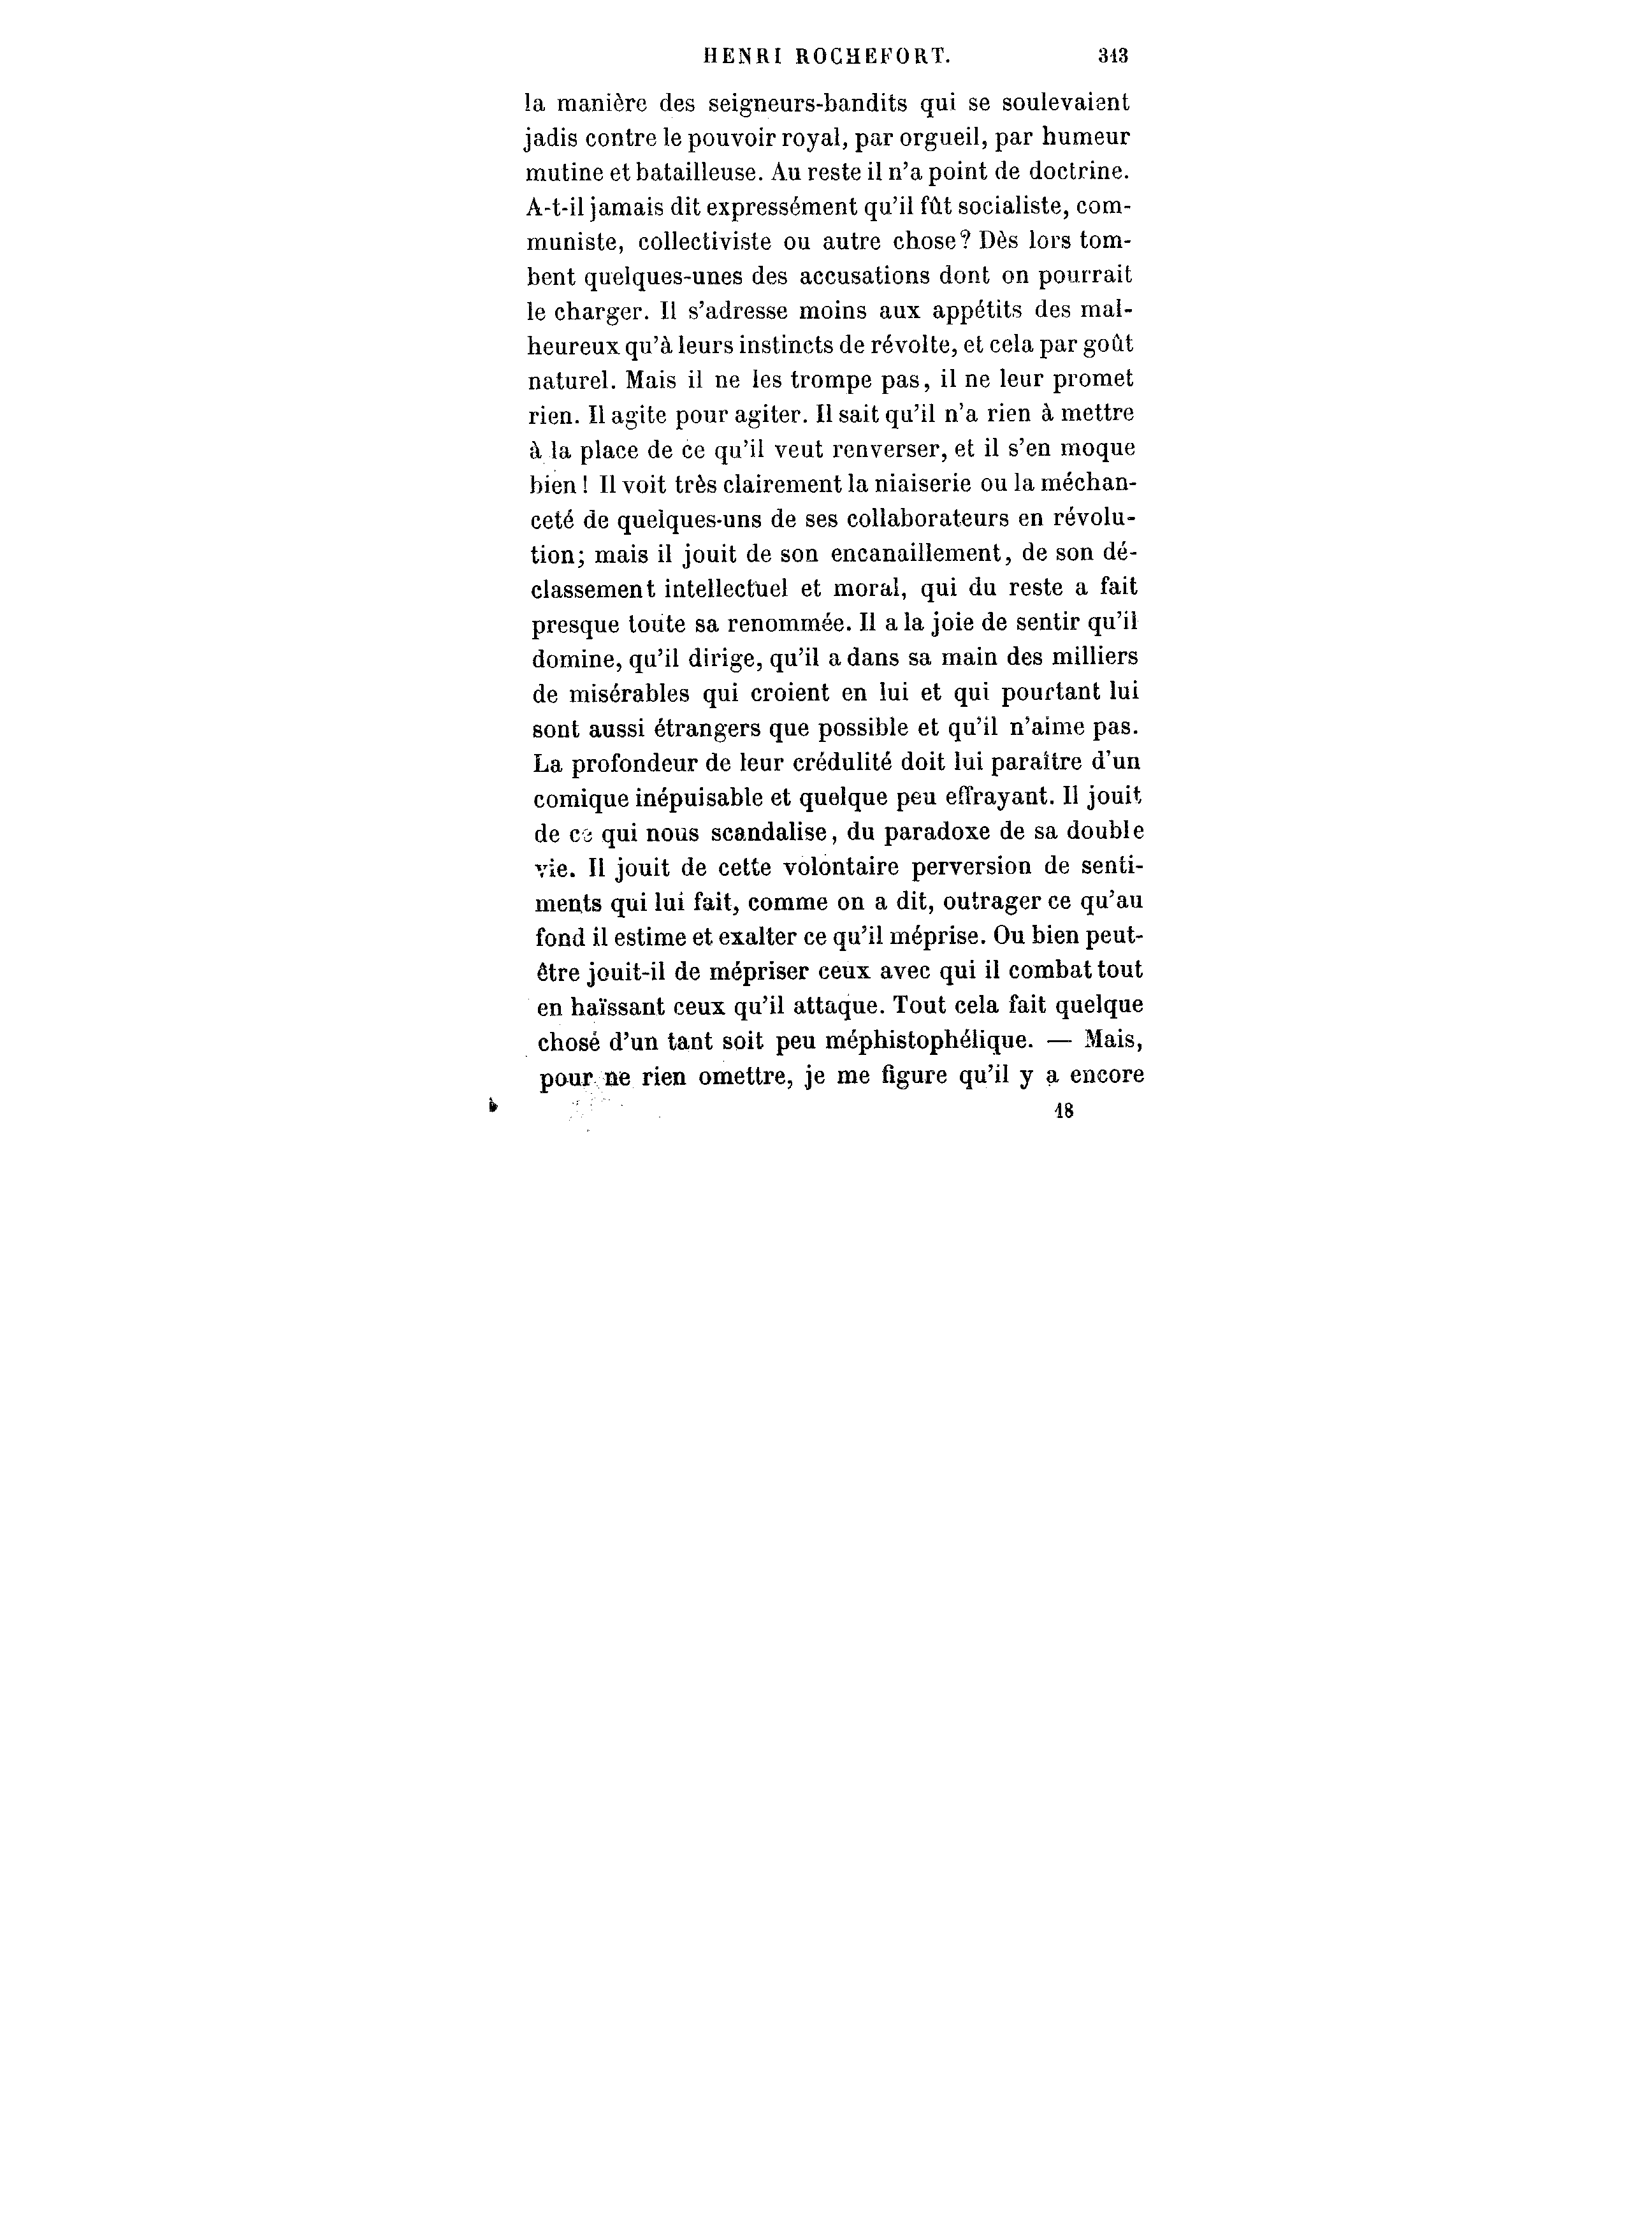 HENRI ROCHEFORT. 313
la manière des seigneurs-bandits qui se soulevaient
jadis contre le pouvoir royal, par orgueil, par humeur
mutine et batailleuse. Au reste il n'a point de doctrine.
A-t-il jamais dit expressément qu'il fût socialiste, com-
muniste, collectiviste ou autre chose? Dès lors tom-
bent quelques-unes des accusations dont on pourrait
le charger. Il s'adresse moins aux appétits des mal-
heureux qu'à leurs instincts de révolte, et cela par goût
naturel. Mais il ne les trompe pas, il ne leur promet
rien. Il agite pour agiter. Il sait qu'il n'a rien à mettre
à la place de ce qu'il veut renverser, et il s'en moque
bien! Il voit très clairement la niaiserie ou la méchan-
ceté de quelques-uns de ses collaborateurs en révolu-
tion; mais il jouit de son encanaillement, de son dé-
classement intellectuel et moral, qui du reste a fait
presque toute sa renommée. Il a la joie de sentir qu'il
domine, qu'il dirige, qu'il a dans sa main des milliers
de misérables qui croient en lui et qui pourtant lui
sont aussi étrangers que possible et qu'il n'aime pas.
La profondeur de leur crédulité doit lui paraître d'un
comique inépuisable et quelque peu effrayant. Il jouit
de ce qui nous scandalise, du paradoxe de sa double
vie. Il jouit de cette volontaire perversion de senti-
ments qui lui fait, comme on a dit, outrager ce qu'au
fond il estime et exalter ce qu'il méprise. Ou bien peut-
être jouit-il de mépriser ceux avec qui il combat tout
en haïssant ceux qu'il attaque. Tout cela fait quelque
chose d'un tant soit peu méphistophélique. — Mais,
pour ne rien omettre, je me figure qu'il y a encore
18